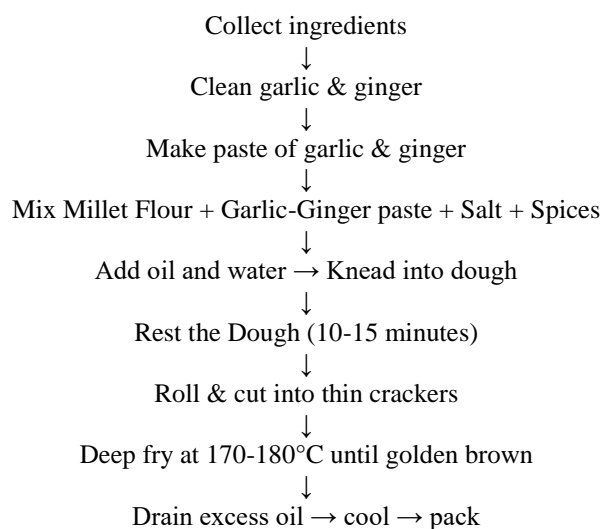 Collect ingredients
↓
Clean garlic & ginger
↓
Make paste of garlic & ginger
↓
Mix Millet Flour + Garlic-Ginger paste + Salt + Spices
↓
Add oil and water → Knead into dough
↓
Rest the Dough (10-15 minutes)
↓
Roll & cut into thin crackers
↓
Deep fry at 170-180°C until golden brown
↓
Drain excess oil → cool → pack